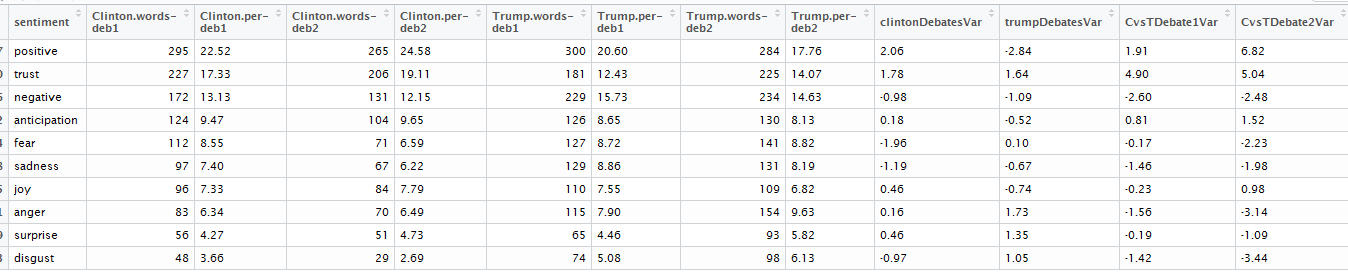 sentiment Clinton.words-deb1 Clinton.per-deb1 Clinton.words-deb2 Clinton.per-deb2 Trump.words-deb1 Trump.per-deb1 Trump.words-deb2 Trump.per-deb2 clintonDebatesVar trumpDebatesVar CvsTDebate1Var CvsTDebate2Var
positive 295 22.52 265 24.58 300 20.60 284 17.76 2.06 -2.84 1.91 6.82
trust 227 17.33 206 19.11 181 12.43 225 14.07 1.78 1.64 4.90 5.04
negative 172 13.13 131 12.15 229 15.73 234 14.63 -0.98 -1.09 -2.60 -2.48
anticipation 124 9.47 104 9.65 126 8.65 130 8.13 0.18 -0.52 0.81 1.52
fear 112 8.55 71 6.59 127 8.72 141 8.82 -1.96 0.10 -0.17 -2.23
sadness 97 7.40 67 6.22 129 8.86 131 8.19 -1.19 -0.67 -1.46 -1.98
joy 96 7.33 84 7.79 110 7.55 109 6.82 0.46 -0.74 -0.23 0.98
anger 83 6.34 70 6.49 115 7.90 154 9.63 0.16 1.73 -1.56 -3.14
surprise 56 4.27 51 4.73 65 4.46 93 5.82 0.46 1.35 -0.19 -1.09
disgust 48 3.66 29 2.69 74 5.08 98 6.13 -0.97 1.05 -1.42 -3.44